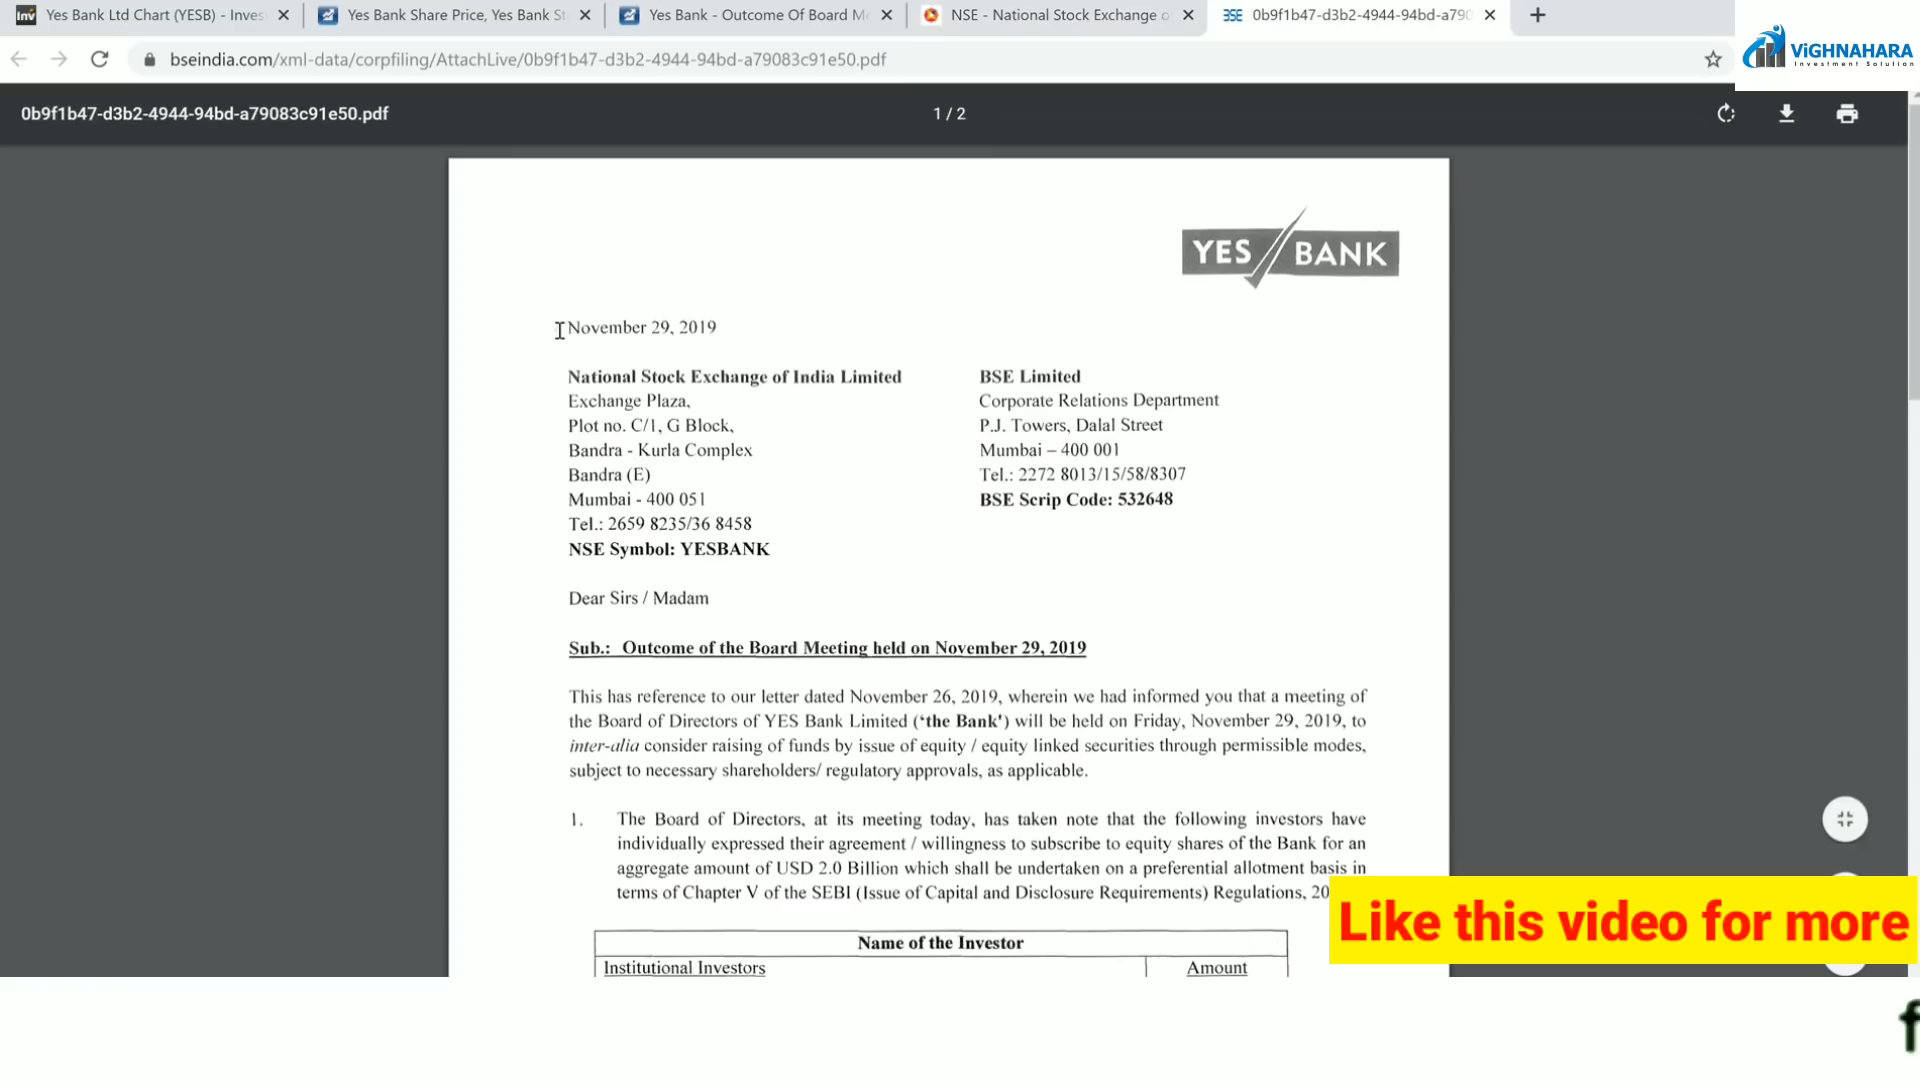 Yes Bank Ltd Chart (YESB) - Inves
Yes Bank Share Price, Yes Bank St
Yes Bank - Outcome Of Board Me
NSE - National Stock Exchange o
0b9f1b47-d3b2-4944-94bd-a790
ViGHNAHARA
Investment Solution
bseindia.com/xml-data/corpfiling/AttachLive/0b9f1b47-d3b2-4944-94bd-a79083c91e50.pdf
0b9f1b47-d3b2-4944-94bd-a79083c91e50.pdf
1 / 2
YES BANK
November 29, 2019
National Stock Exchange of India Limited
Exchange Plaza,
Plot no. C/1, G Block,
Bandra - Kurla Complex
Bandra (E)
Mumbai - 400 051
Tel.: 2659 8235/36 8458
NSE Symbol: YESBANK
BSE Limited
Corporate Relations Department
P.J. Towers, Dalal Street
Mumbai – 400 001
Tel.: 2272 8013/15/58/8307
BSE Scrip Code: 532648
Dear Sirs / Madam
Sub.: Outcome of the Board Meeting held on November 29, 2019
This has reference to our letter dated November 26, 2019, wherein we had informed you that a meeting of
the Board of Directors of YES Bank Limited ('the Bank') will be held on Friday, November 29, 2019, to
inter-alia consider raising of funds by issue of equity / equity linked securities through permissible modes,
subject to necessary shareholders/ regulatory approvals, as applicable.
1. The Board of Directors, at its meeting today, has taken note that the following investors have
individually expressed their agreement / willingness to subscribe to equity shares of the Bank for an
aggregate amount of USD 2.0 Billion which shall be undertaken on a preferential allotment basis in
terms of Chapter V of the SEBI (Issue of Capital and Disclosure Requirements) Regulations, 20
Name of the Investor
Institutional Investors Amount
Like this video for more
f